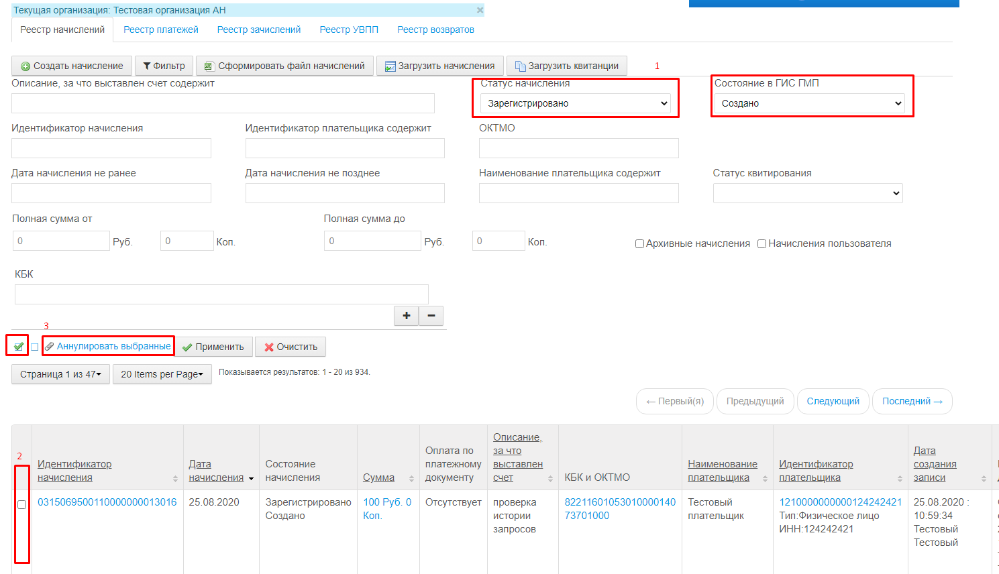 Текущая организация: Тестовая организация АН
Реестр начислений Реестр платежей Реестр зачислений Реестр УВПП Реестр возвратов
Создать начисление Фильтр Сформировать файл начислений Загрузить начисления Загрузить квитанции 1
Описание, за что выставлен счет содержит Статус начисления Состояние в ГИС ГМП
Зарегистрировано Создано
Идентификатор начисления Идентификатор плательщика содержит ОКТМО
Дата начисления не ранее Дата начисления не позднее Наименование плательщика содержит Статус квитирования
Полная сумма от Полная сумма до
0 Руб. 0 Коп. 0 Руб. 0 Коп. Архивные начисления Начисления пользователя
КБК
+ −
3
Аннулировать выбранные Применить Очистить
Страница 1 из 47 20 Items per Page Показывается результатов: 1 - 20 из 934.
← Первый(я) Предыдущий Следующий Последний →
2
Идентификатор начисления
Дата начисления
Состояние начисления
Сумма
Оплата по платежному документу
Описание, за что выставлен счет
КБК и ОКТМО
Наименование плательщика
Идентификатор плательщика
Дата создания записи
0315069500110000000013016 25.08.2020 Зарегистрировано 100 Руб. 0 Отсутствует проверка 82211601053010000140 Тестовый 1210000000000124242421 25.08.2020 :
Создано Коп. истории 73701000 плательщик Тип:Физическое лицо 10:59:34
запросов ИНН:124242421 Тестовый
Тестовый